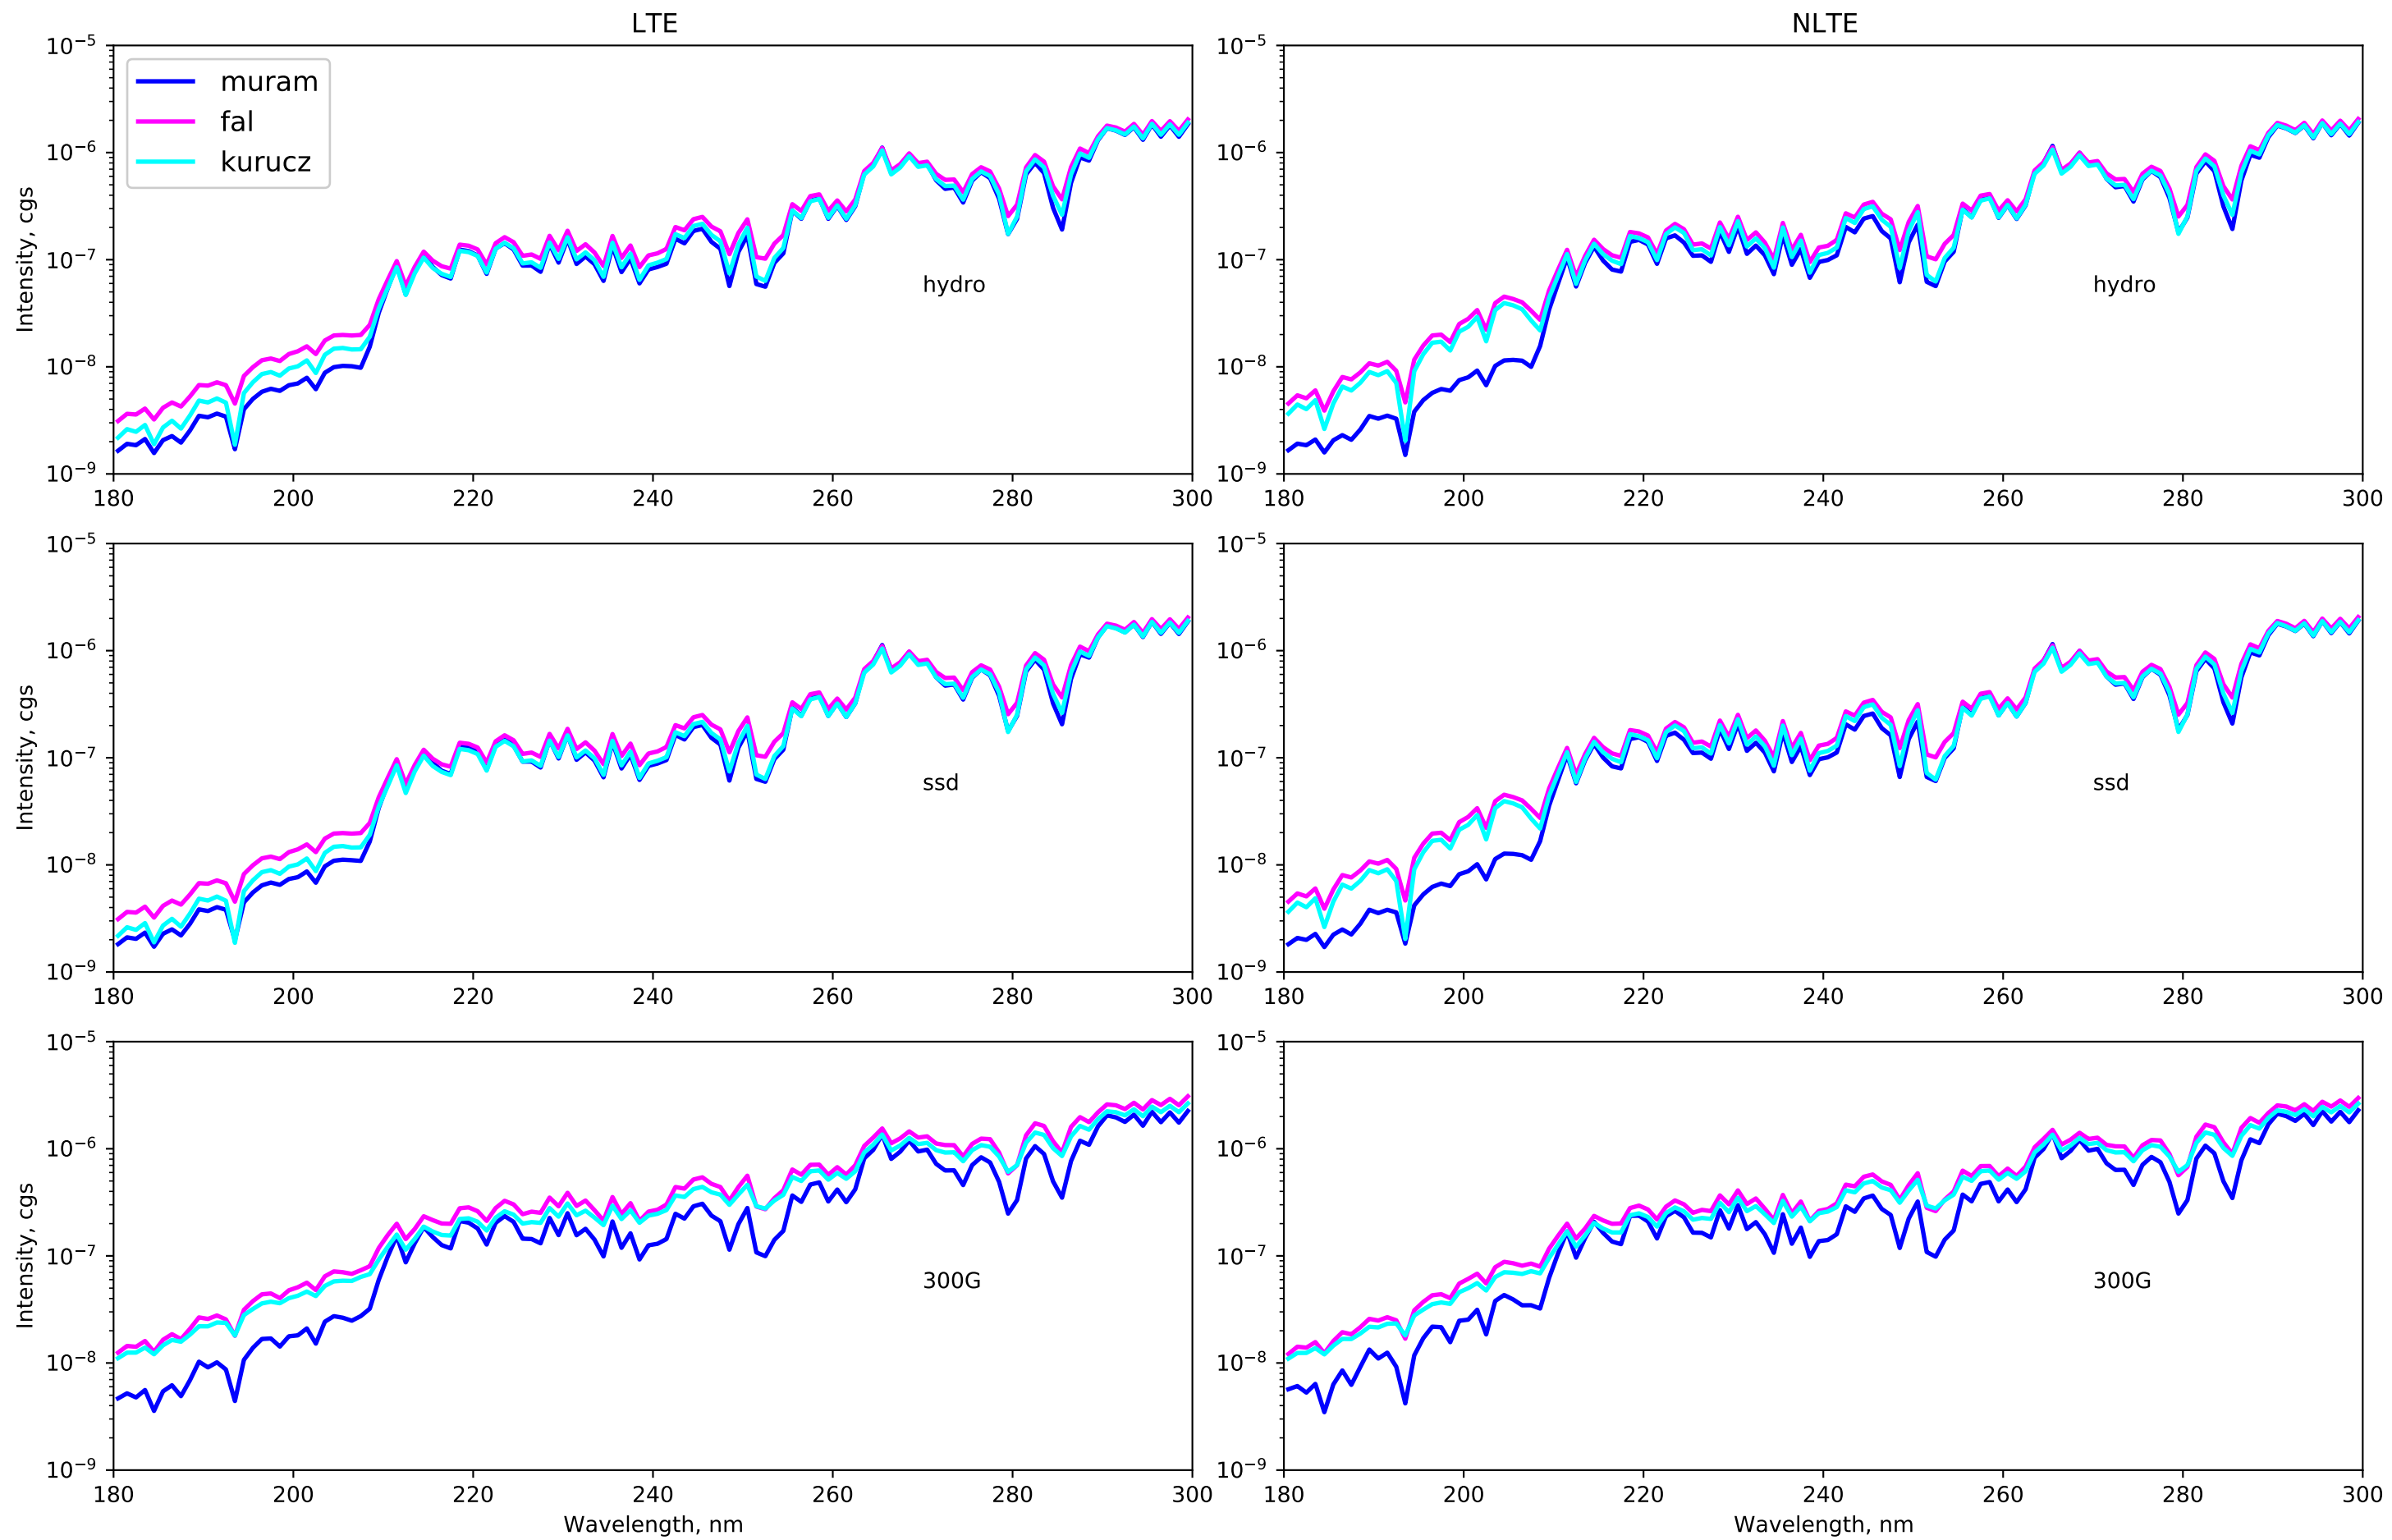 LTE
NLTE
10⁻⁵
10⁻⁶
10⁻⁷
10⁻⁸
10⁻⁹
Intensity, cgs
muram
fal
kurucz
hydro
180 200 220 240 260 280 300
10⁻⁵
10⁻⁶
10⁻⁷
10⁻⁸
10⁻⁹
hydro
180 200 220 240 260 280 300
10⁻⁵
10⁻⁶
10⁻⁷
10⁻⁸
10⁻⁹
Intensity, cgs
ssd
180 200 220 240 260 280 300
10⁻⁵
10⁻⁶
10⁻⁷
10⁻⁸
10⁻⁹
ssd
180 200 220 240 260 280 300
10⁻⁵
10⁻⁶
10⁻⁷
10⁻⁸
10⁻⁹
Intensity, cgs
300G
180 200 220 240 260 280 300
Wavelength, nm
10⁻⁵
10⁻⁶
10⁻⁷
10⁻⁸
10⁻⁹
300G
180 200 220 240 260 280 300
Wavelength, nm